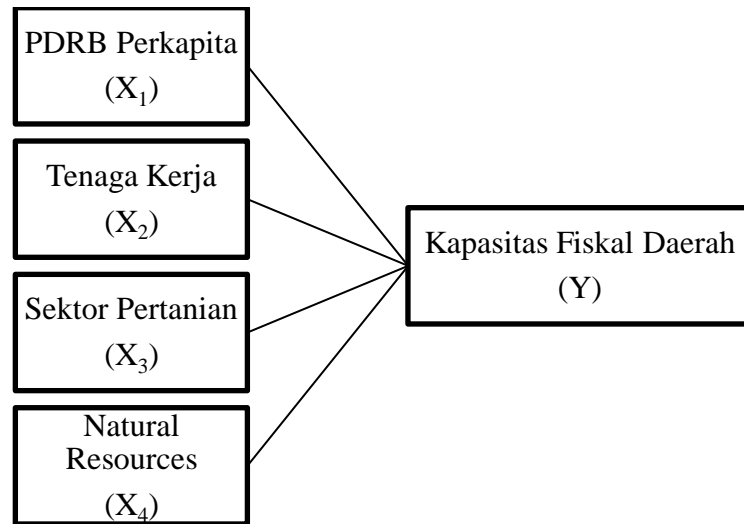 PDRB Perkapita
(X₁)
Tenaga Kerja
(X₂)
Sektor Pertanian
(X₃)
Natural
Resources
(X₄)
Kapasitas Fiskal Daerah
(Y)